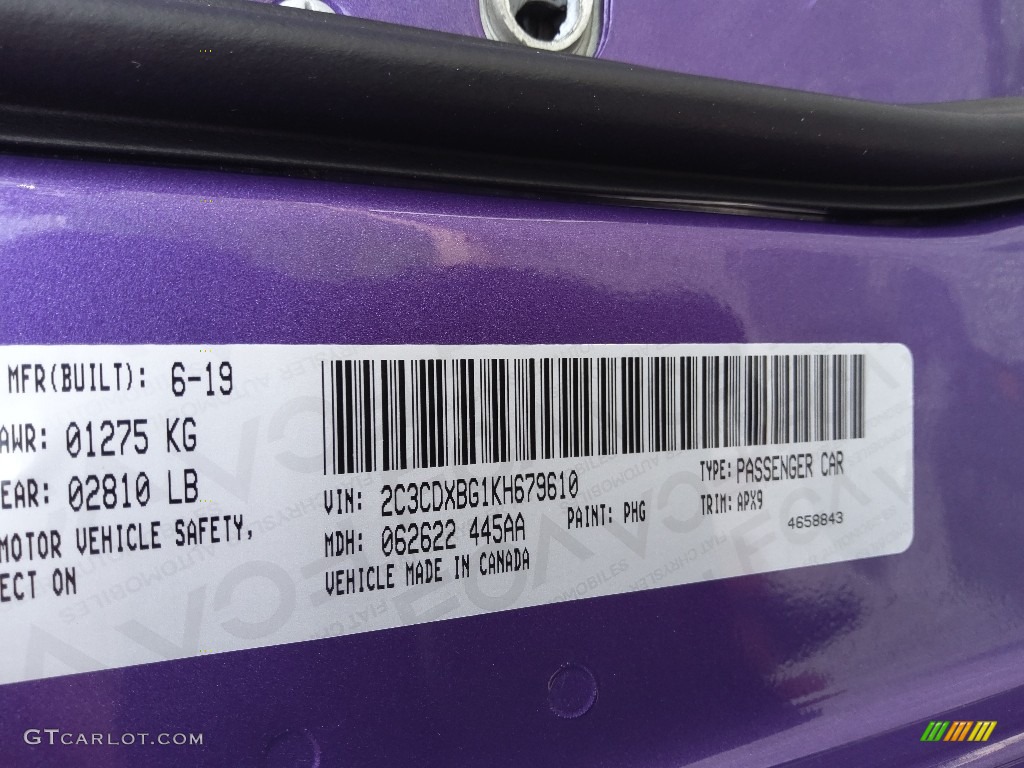 MFR(BUILT): 6-19
AWR: 01275 KG
EAR: 02810 LB
MOTOR VEHICLE SAFETY,
ECT ON
VIN: 2C3CDXBG1KH679610
MDH: 062622 445AA
PAINT: PHG
VEHICLE MADE IN CANADA
TYPE: PASSENGER CAR
TRIM: APX9
4658843
GTCARLOT.COM